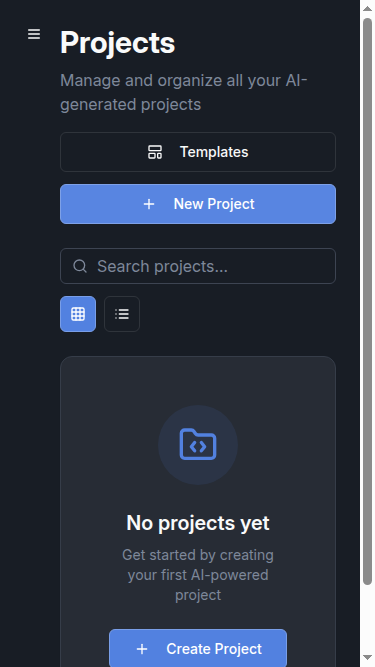 Projects
Manage and organize all your AI-
generated projects
Templates
New Project
Search projects...
No projects yet
Get started by creating
your first AI-powered
project
Create Project